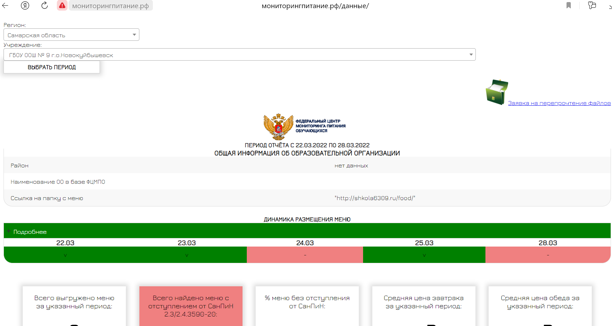 мониторингпитание.рф
мониторингпитание.рф/данные/
Регион:
Самарская область
Учреждение:
ГБОУ ООШ № 9 г.о.Новокуйбышевск
ВЫБРАТЬ ПЕРИОД
Заявка на перепрочтение файлов
ФЕДЕРАЛЬНЫЙ ЦЕНТР
МОНИТОРИНГА ПИТАНИЯ
ОБУЧАЮЩИХСЯ
ПЕРИОД ОТЧЁТА С 22.03.2022 ПО 28.03.2022
ОБЩАЯ ИНФОРМАЦИЯ ОБ ОБРАЗОВАТЕЛЬНОЙ ОРГАНИЗАЦИИ
Район нет данных
Наименование ОО в базе ФЦМПО
Ссылка на папку с меню "http://shkola6309.ru/food/"
ДИНАМИКА РАЗМЕЩЕНИЯ МЕНЮ
Подробнее
22.03 23.03 24.03 25.03 28.03
- - - - -
Всего выгружено меню
за указанный период:
Всего найдено меню с
отступлением от СанПиН
2.3/2.4.3590-20:
% меню без отступления
от СанПиН:
Средняя цена завтрака
за указанный период:
Средняя цена обеда за
указанный период: